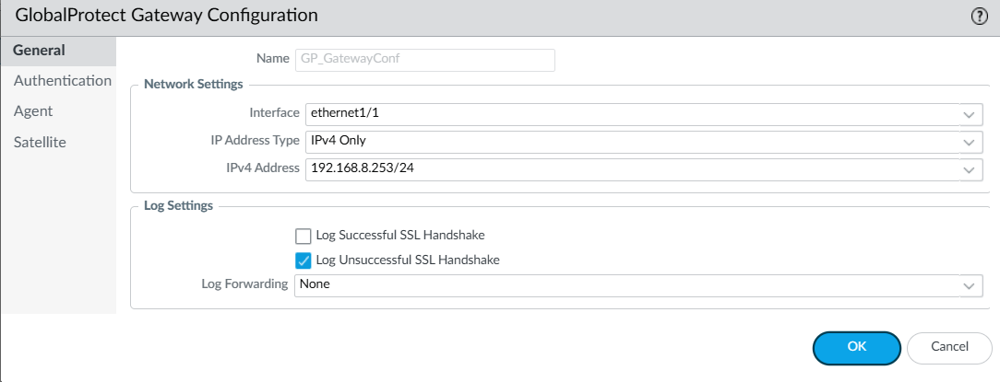 GlobalProtect Gateway Configuration ?
General
Authentication
Agent
Satellite
Name GP_GatewayConf
Network Settings
Interface ethernet1/1
IP Address Type IPv4 Only
IPv4 Address 192.168.8.253/24
Log Settings
Log Successful SSL Handshake
Log Unsuccessful SSL Handshake
Log Forwarding None
OK Cancel